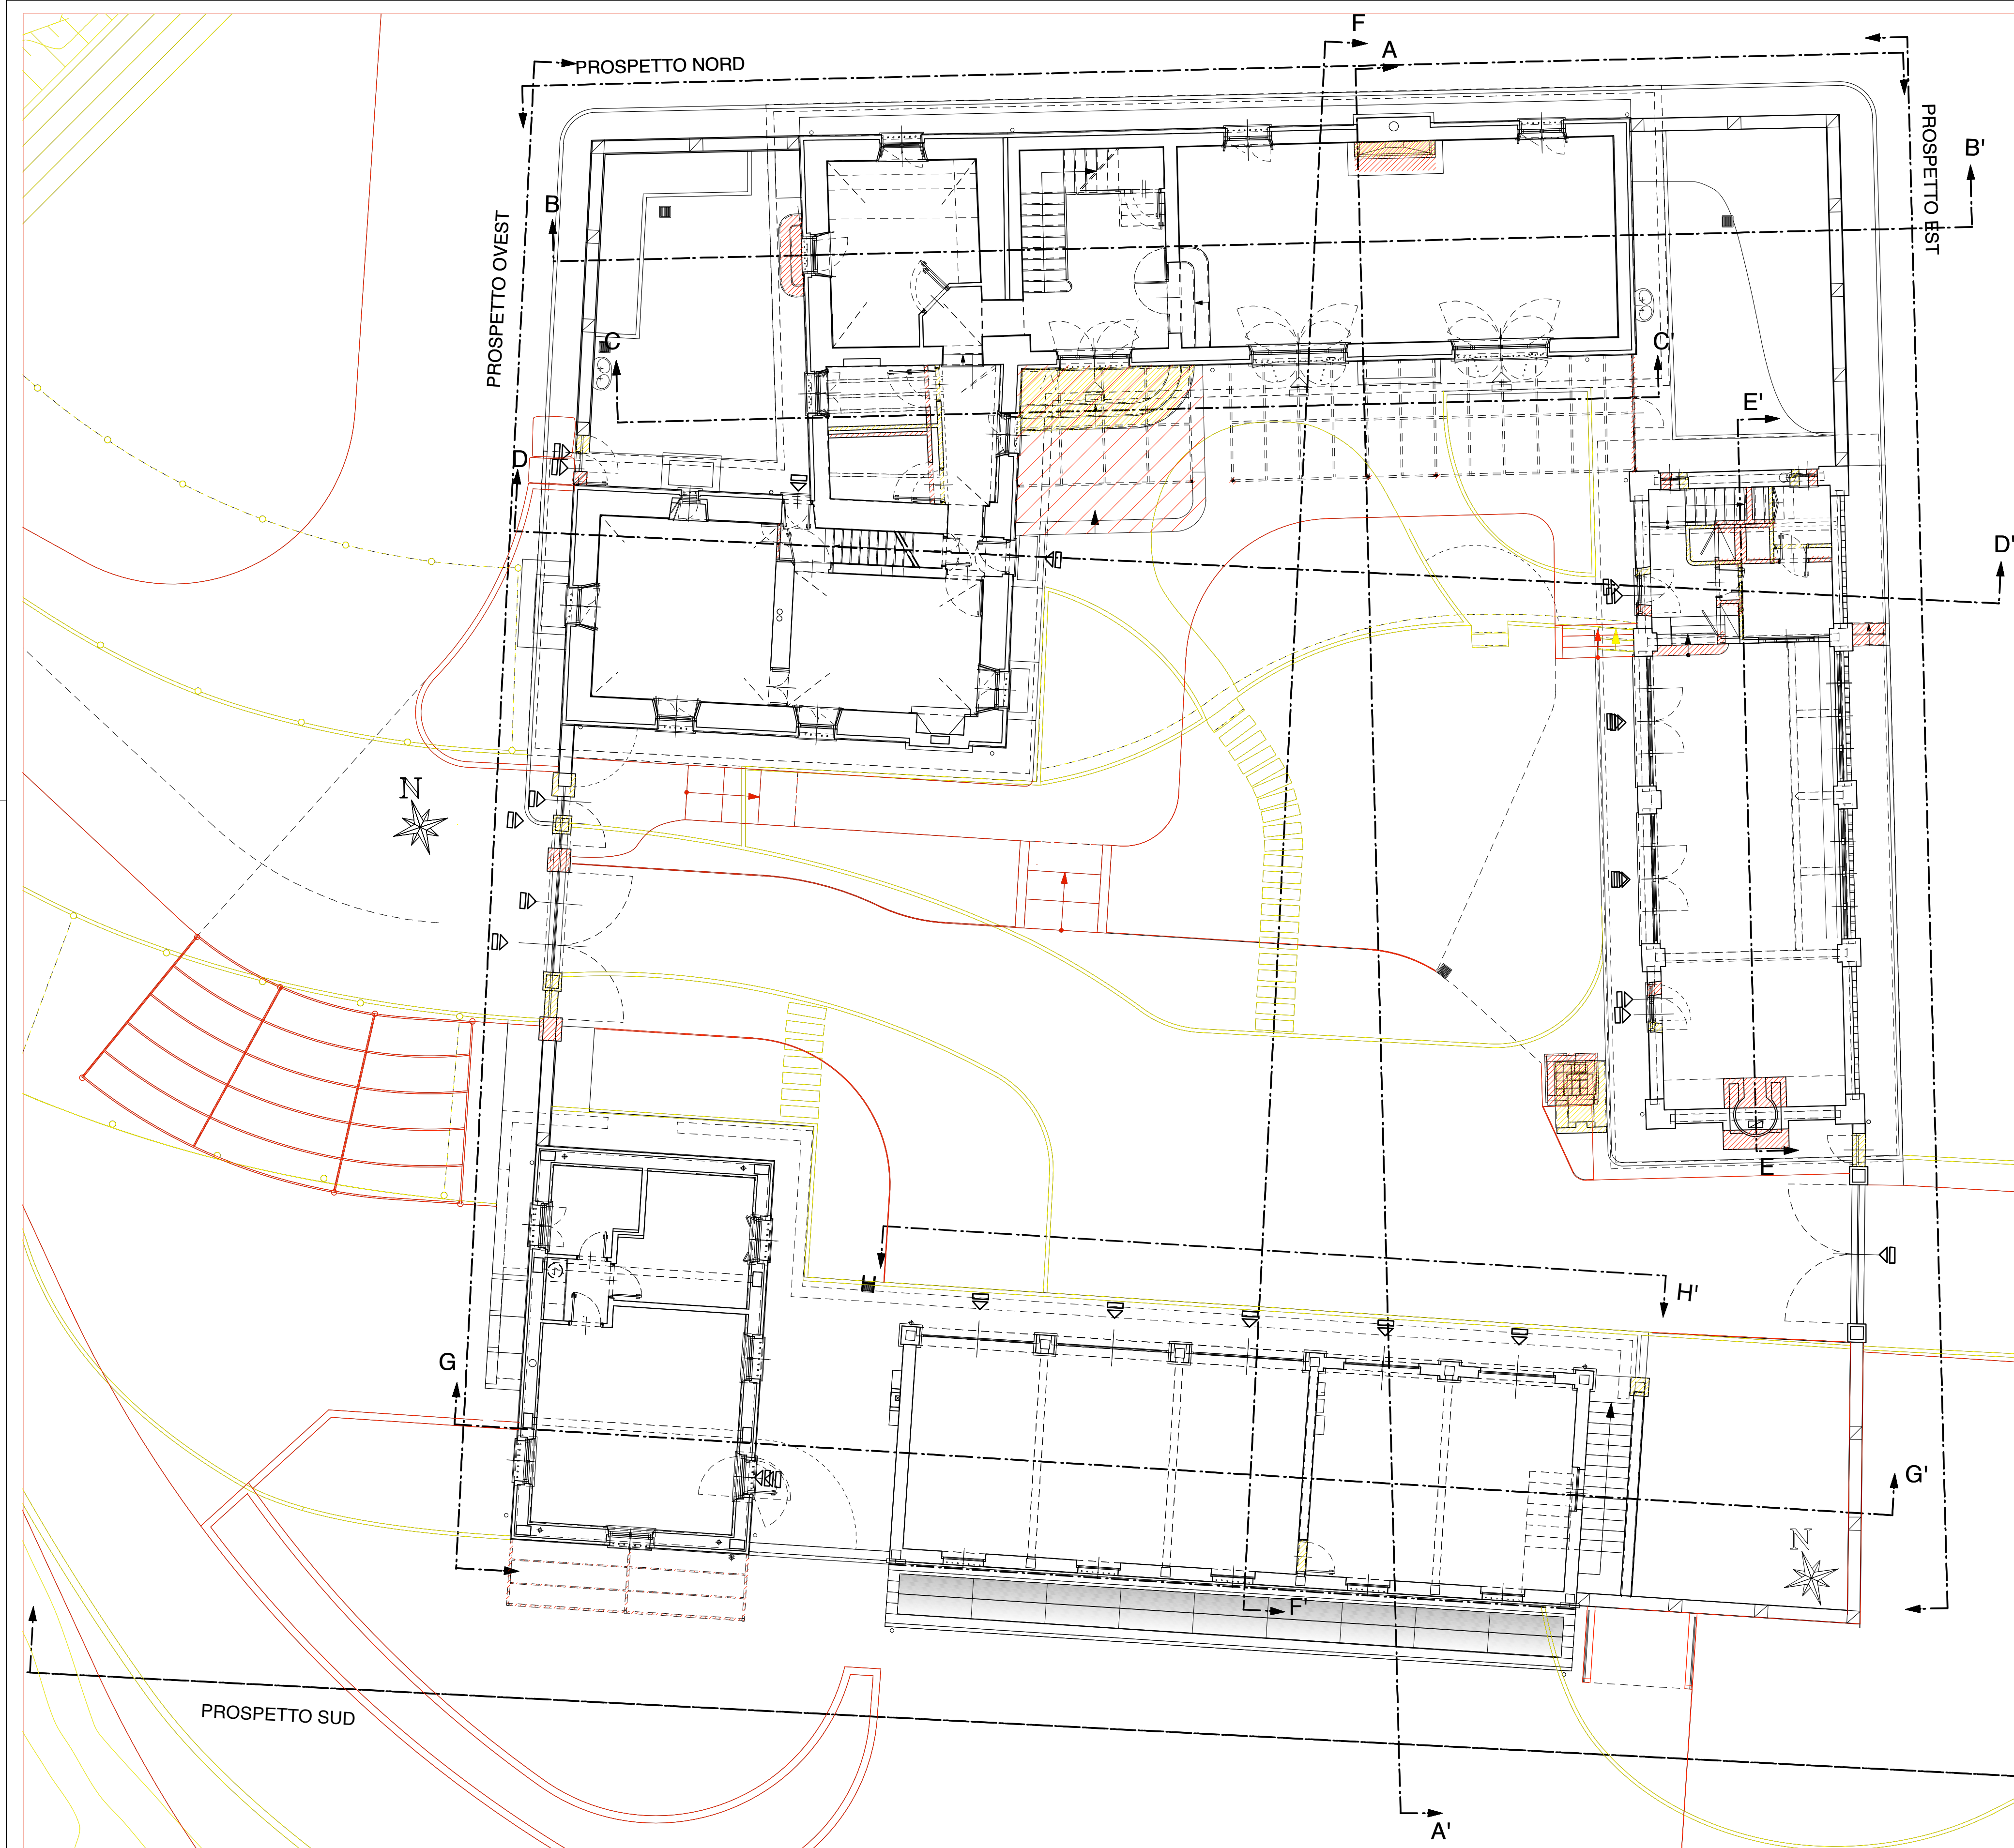 F
A
PROSPETTO NORD
PROSPETTO EST
B'
B
PROSPETTO OVEST
C
C'
E'
D
D'
N
E
H
H'
G
G'
N
F'
PROSPETTO SUD
A'